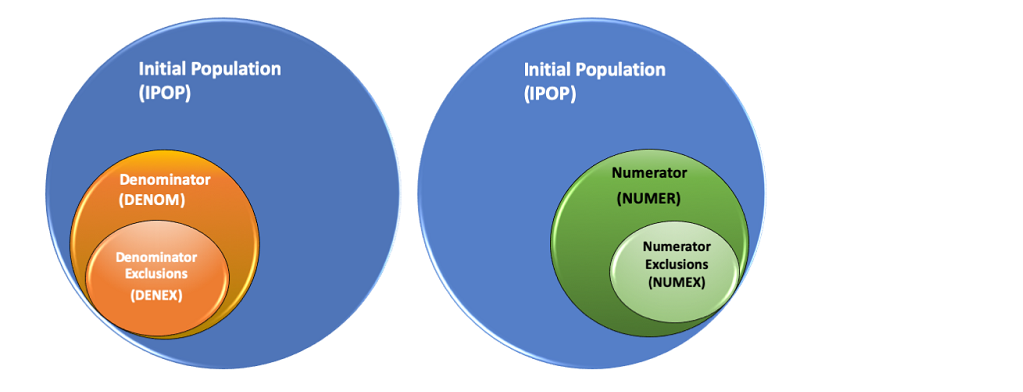 Initial Population
(IPOP)
Denominator
(DENOM)
Denominator
Exclusions
(DENEX)
Initial Population
(IPOP)
Numerator
(NUMER)
Numerator
Exclusions
(NUMEX)